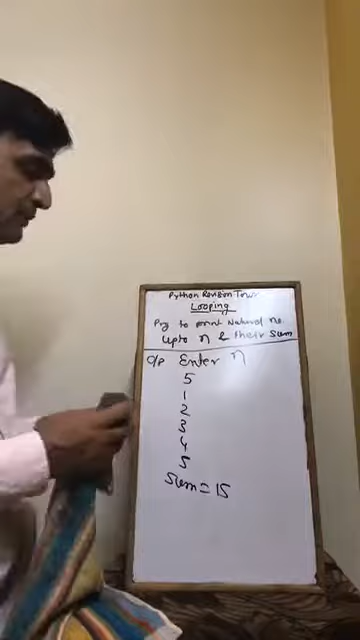 Python Revision Tour
Looping
Prg to print Natural no.
upto n & their sum
O/P Enter n
5
1
2
3
4
5
Sum = 15